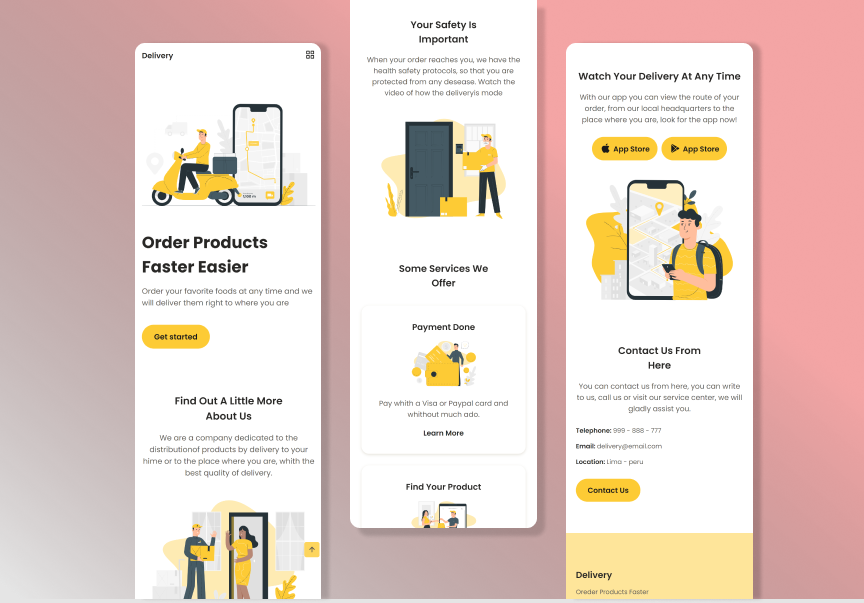 Delivery
Order Products
Faster Easier
Order your favorite foods at any time and we
will deliver them right to where you are
Get started
Find Out A Little More
About Us
We are a company dedicated to the
distributionof products by delivery to your
hime or to the place where you are, whith the
best quality of delivery.
Your Safety Is
Important
When your order reaches you, we have the
health safety protocols, so that you are
protected from any desease. Watch the
video of how the deliveryis mode
Some Services We
Offer
Payment Done
Pay whith a Visa or Paypal card and
whithout much ado.
Learn More
Find Your Product
Watch Your Delivery At Any Time
With our app you can view the route of your
order, from our local headquarters to the
place where you are, look for the app now!
App Store
App Store
Contact Us From
Here
You can contact us from here, you can write
to us, call us or visit our service center, we will
gladly assist you.
Telephone: 999 - 888 - 777
Email: delivery@email.com
Location: Lima - peru
Contact Us
Delivery
Oreder Products Faster